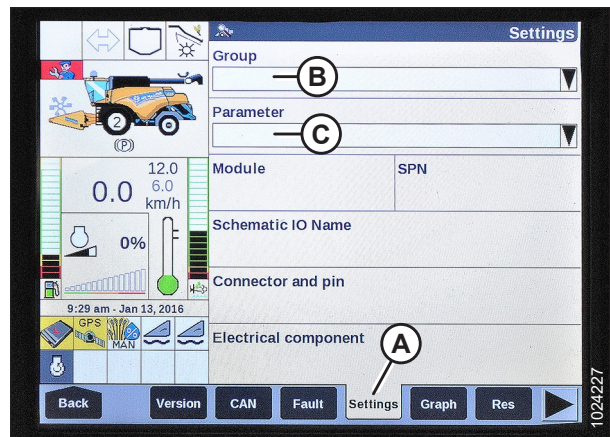 Settings
Group
B
Parameter
C
2
(P)
12.0
6.0
0.0
km/h
Module
SPN
0%
Schematic IO Name
Connector and pin
9:29 am - Jan 13, 2016
GPS
%
MAN
Electrical component
A
Back
Version
CAN
Fault
Settings
Graph
Res
1024227